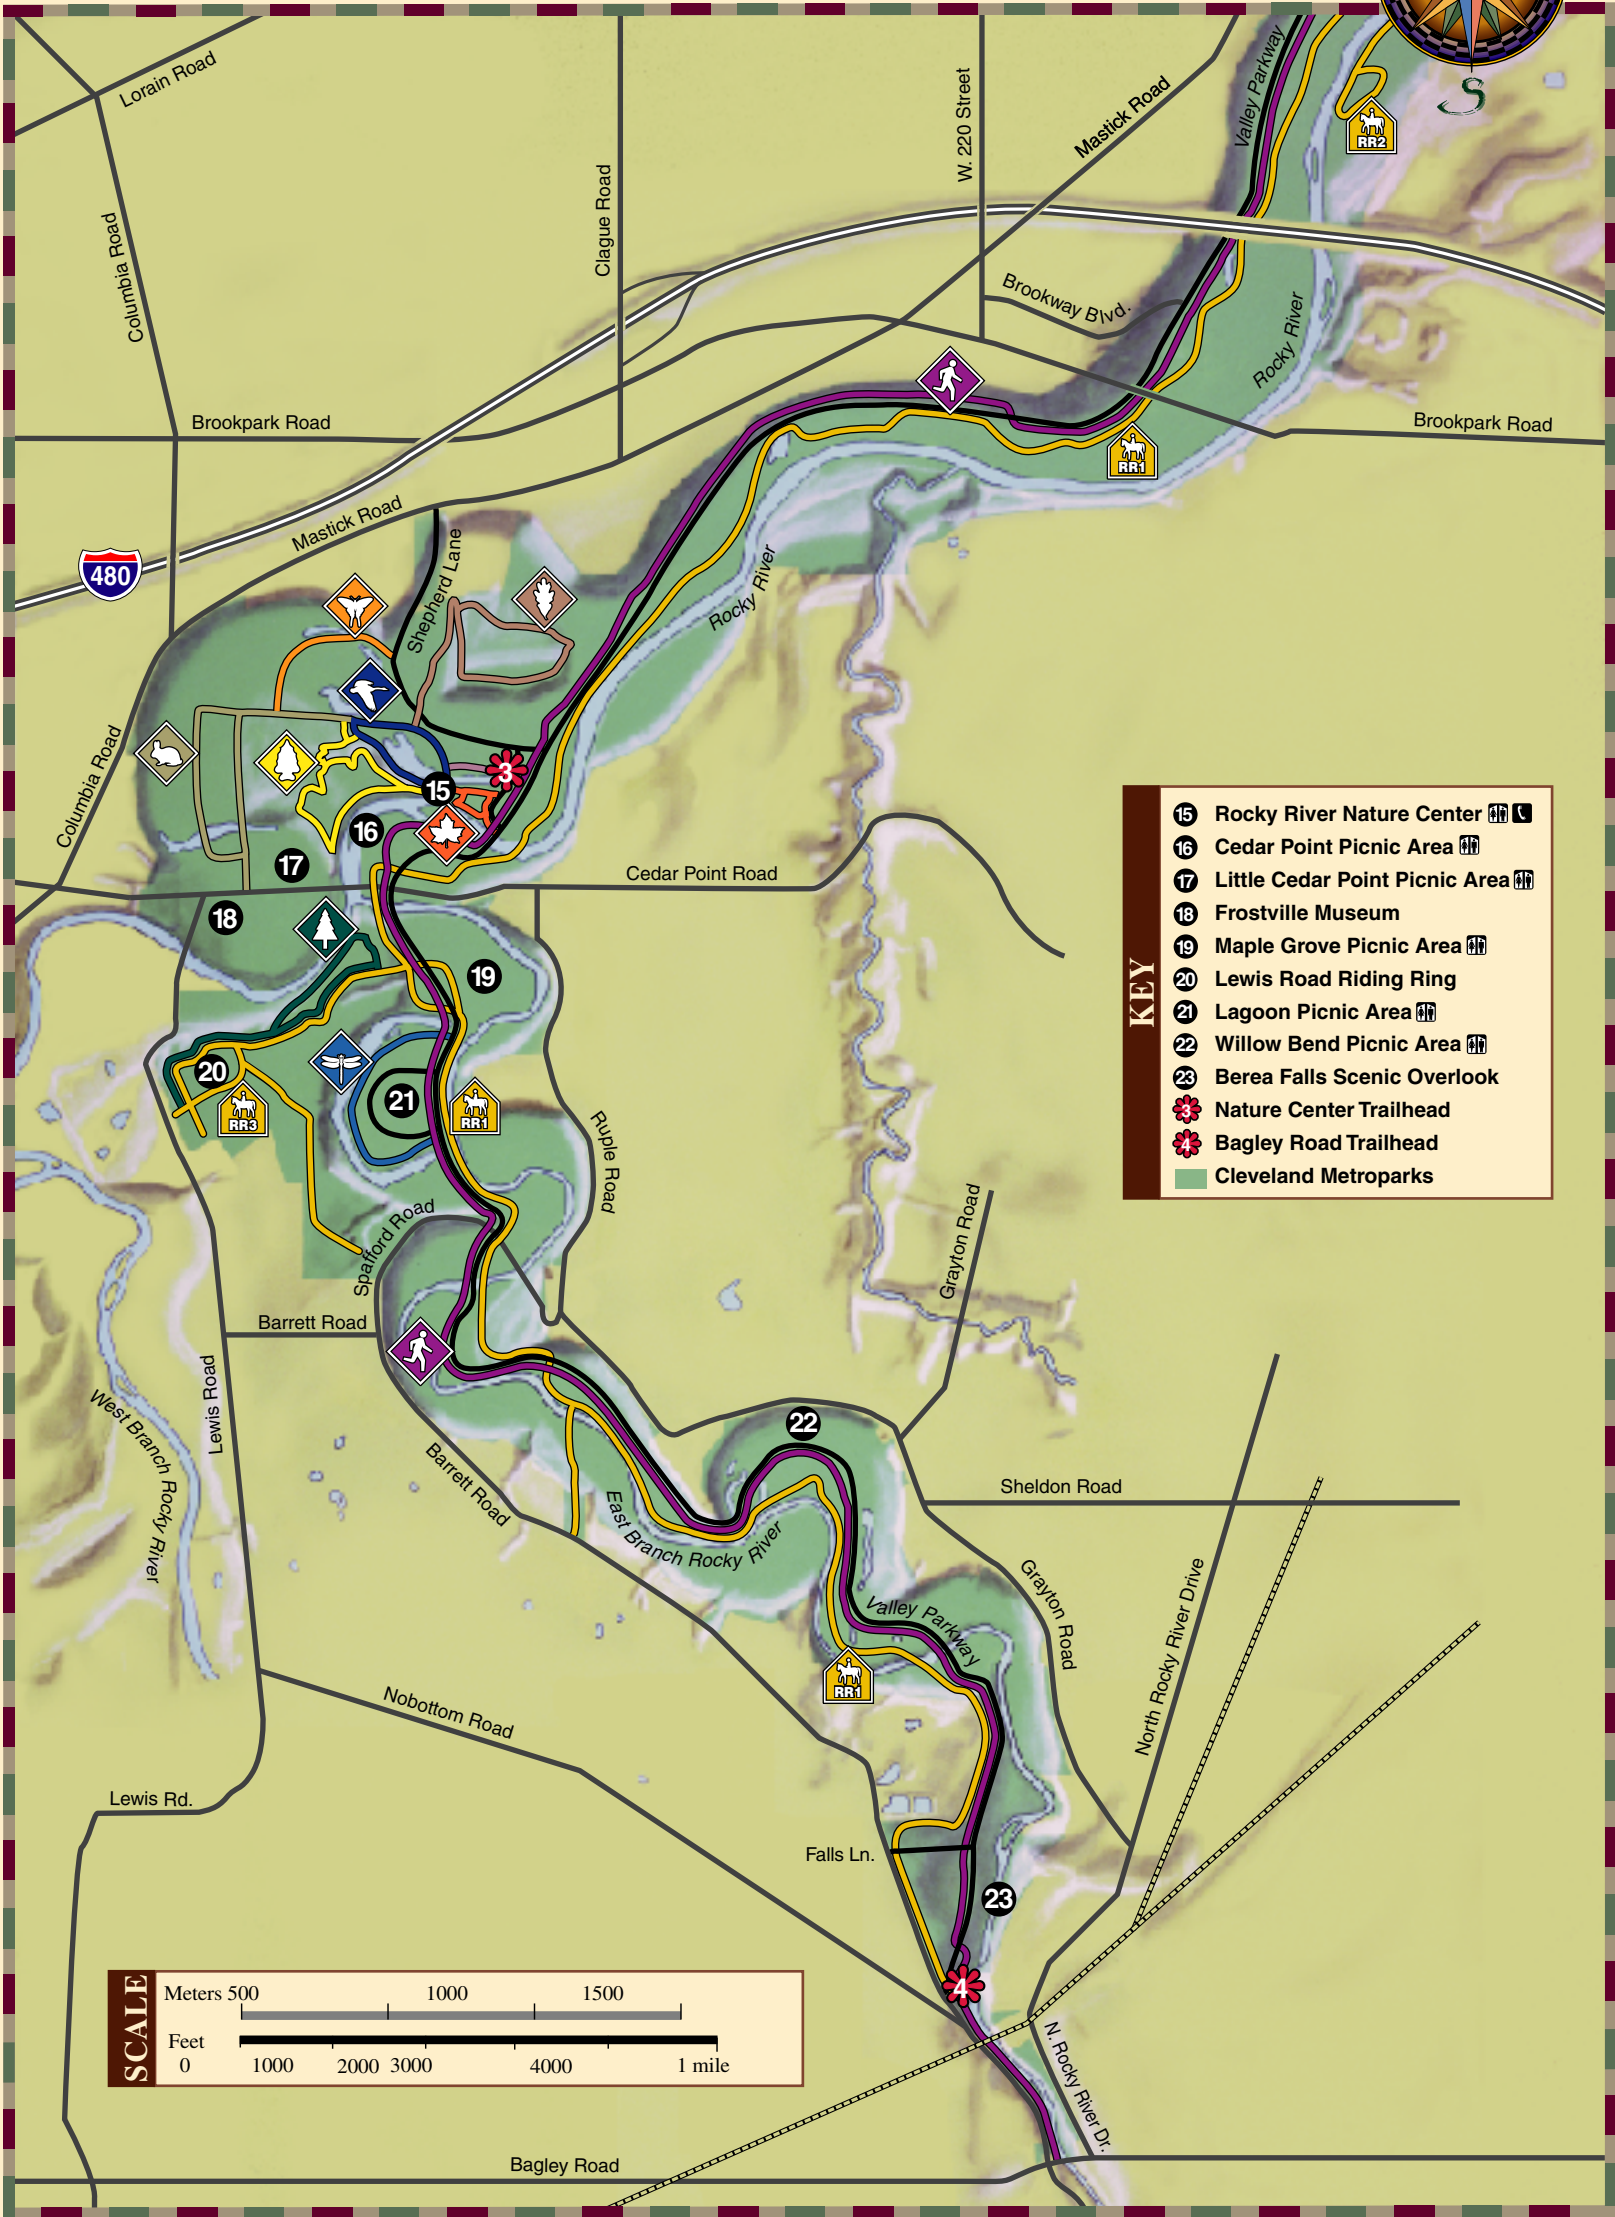 S
Lorain Road
Columbia Road
Clague Road
W. 220 Street
Mastick Road
Valley Parkway
RR2
Brookway Blvd.
Rocky River
Brookpark Road
Brookpark Road
RR1
Mastick Road
480
Shepherd Lane
Rocky River
Columbia Road
3
15
16
17
Cedar Point Road
18
19
20
RR3
21
RR1
Ruple Road
Spafford Road
Barrett Road
Lewis Road
West Branch Rocky River
Barrett Road
East Branch Rocky River
22
Grayton Road
Sheldon Road
Valley Parkway
Grayton Road
RR1
North Rocky River Drive
Nobottom Road
Lewis Rd.
Falls Ln.
23
4
N. Rocky River Dr.
Bagley Road
KEY
15 Rocky River Nature Center
16 Cedar Point Picnic Area
17 Little Cedar Point Picnic Area
18 Frostville Museum
19 Maple Grove Picnic Area
20 Lewis Road Riding Ring
21 Lagoon Picnic Area
22 Willow Bend Picnic Area
23 Berea Falls Scenic Overlook
3 Nature Center Trailhead
4 Bagley Road Trailhead
Cleveland Metroparks
SCALE
Meters 500 1000 1500
Feet
0 1000 2000 3000 4000 1 mile